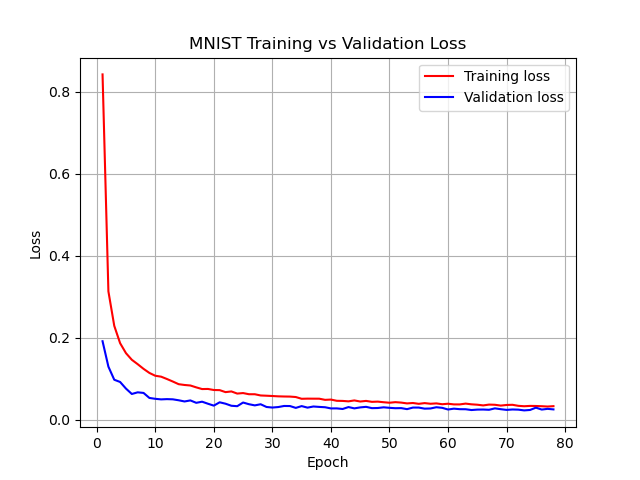 MNIST Training vs Validation Loss
Training loss
Validation loss
0.8
0.6
0.4
0.2
0.0
Loss
0 10 20 30 40 50 60 70 80
Epoch